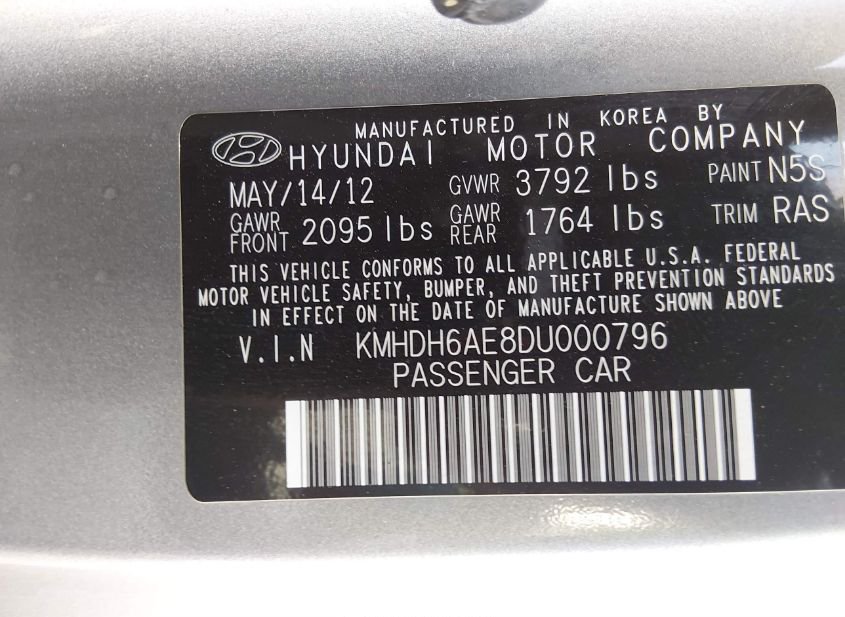 MANUFACTURED IN KOREA BY
HYUNDAI MOTOR COMPANY
MAY/14/12 GVWR 3792 lbs PAINT N5S
GAWR FRONT 2095 lbs GAWR REAR 1764 lbs TRIM RAS
THIS VEHICLE CONFORMS TO ALL APPLICABLE U.S.A. FEDERAL
MOTOR VEHICLE SAFETY, BUMPER, AND THEFT PREVENTION STANDARDS
IN EFFECT ON THE DATE OF MANUFACTURE SHOWN ABOVE
V.I.N KMHDH6AE8DU000796
PASSENGER CAR